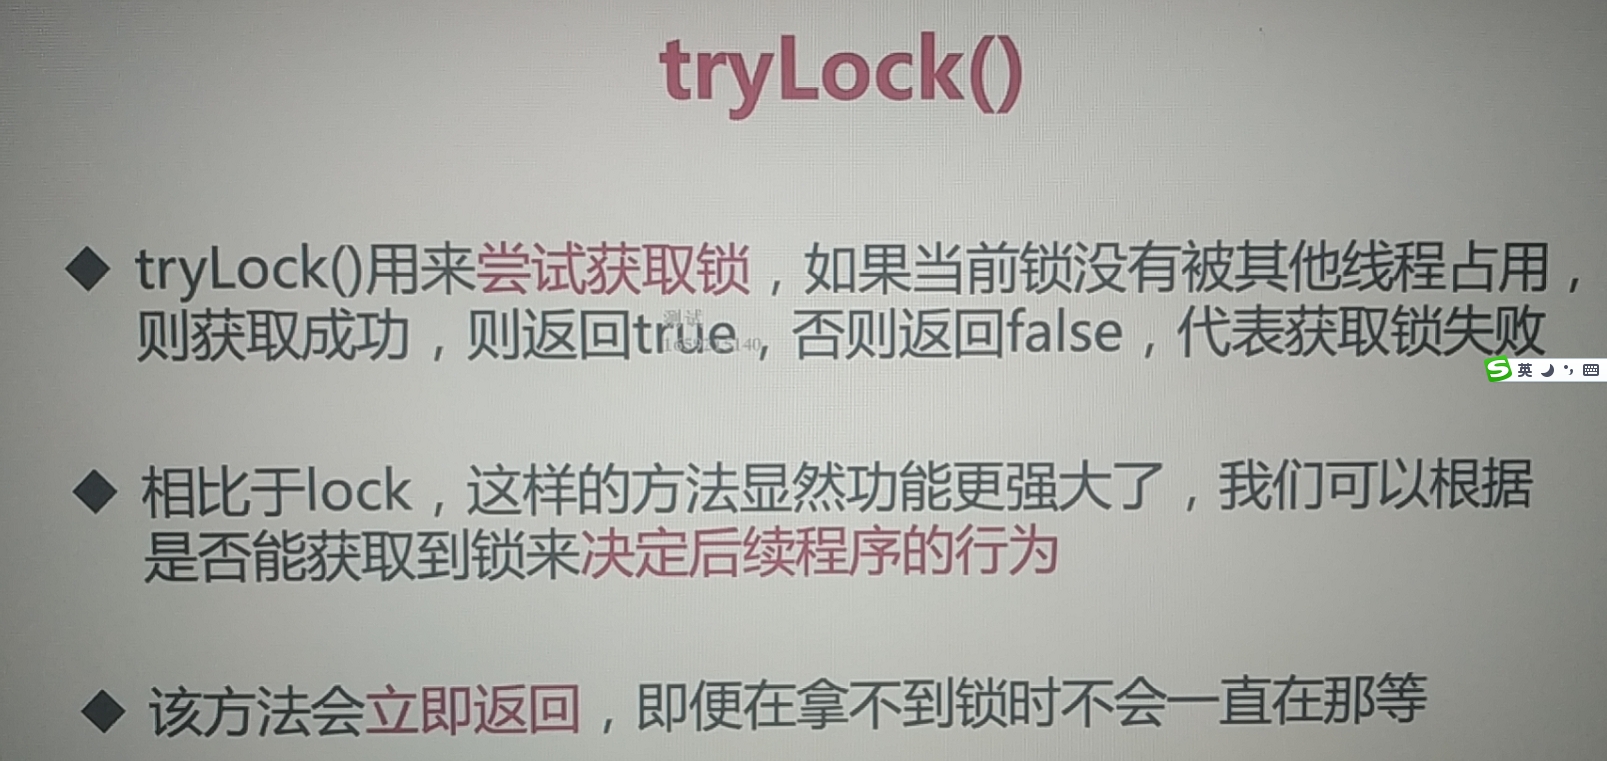 tryLock()
◆ tryLock()用来尝试获取锁，如果当前锁没有被其他线程占用，
则获取成功，则返回true，否则返回false，代表获取锁失败
测试
英
◆ 相比于lock，这样的方法显然功能更强大了，我们可以根据
是否能获取到锁来决定后续程序的行为
◆ 该方法会立即返回，即便在拿不到锁时不会一直在那等